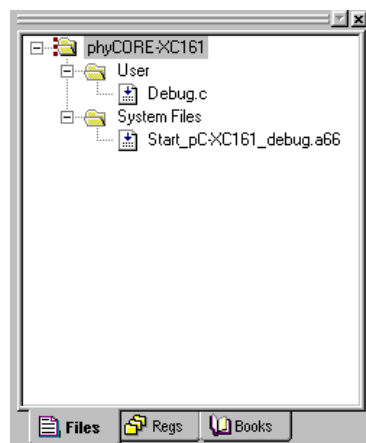 phyCORE-XC161
User
Debug.c
System Files
Start_pC-XC161_debug.a66
Files Regs Books